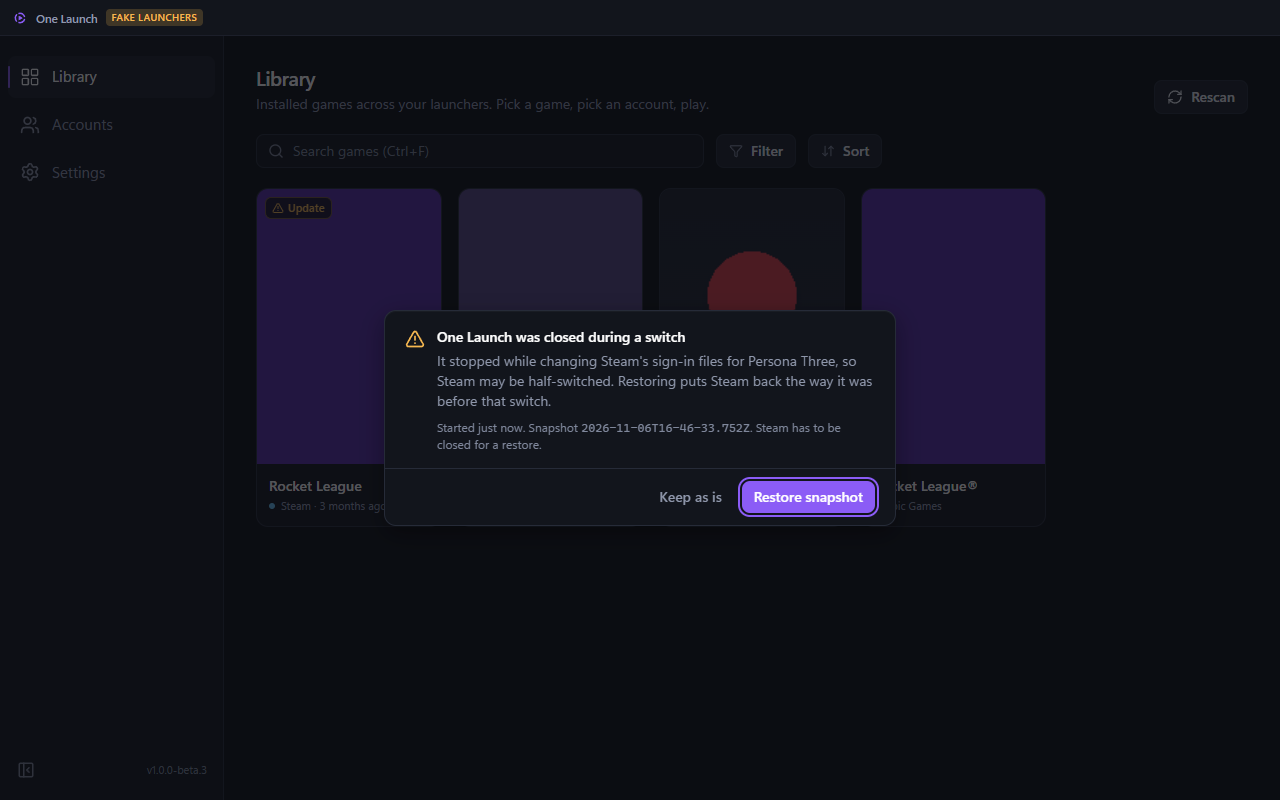 One Launch FAKE LAUNCHERS
Library
Accounts
Settings
Library
Installed games across your launchers. Pick a game, pick an account, play.
Rescan
Search games (Ctrl+F)
Filter
Sort
Update
One Launch was closed during a switch
It stopped while changing Steam's sign-in files for Persona Three, so
Steam may be half-switched. Restoring puts Steam back the way it was
before that switch.
Started just now. Snapshot 2026-11-06T16-46-33.752Z. Steam has to be
closed for a restore.
Keep as is
Restore snapshot
Rocket League
Steam · 3 months ago
League®
Games
v1.0.0-beta.3